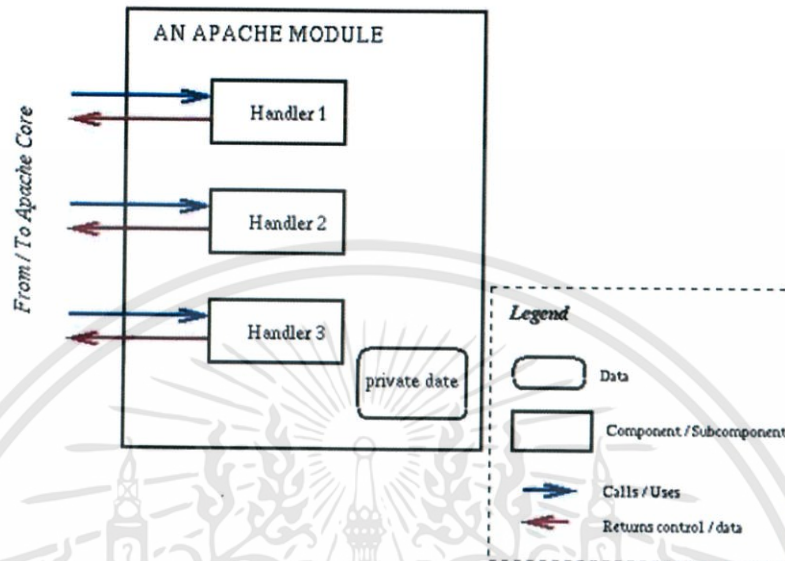 AN APACHE MODULE
From / To Apache Core
Handler 1
Handler 2
Handler 3
private date
Legend
Data
Component / Subcomponent
Calls / Uses
Returns control / data